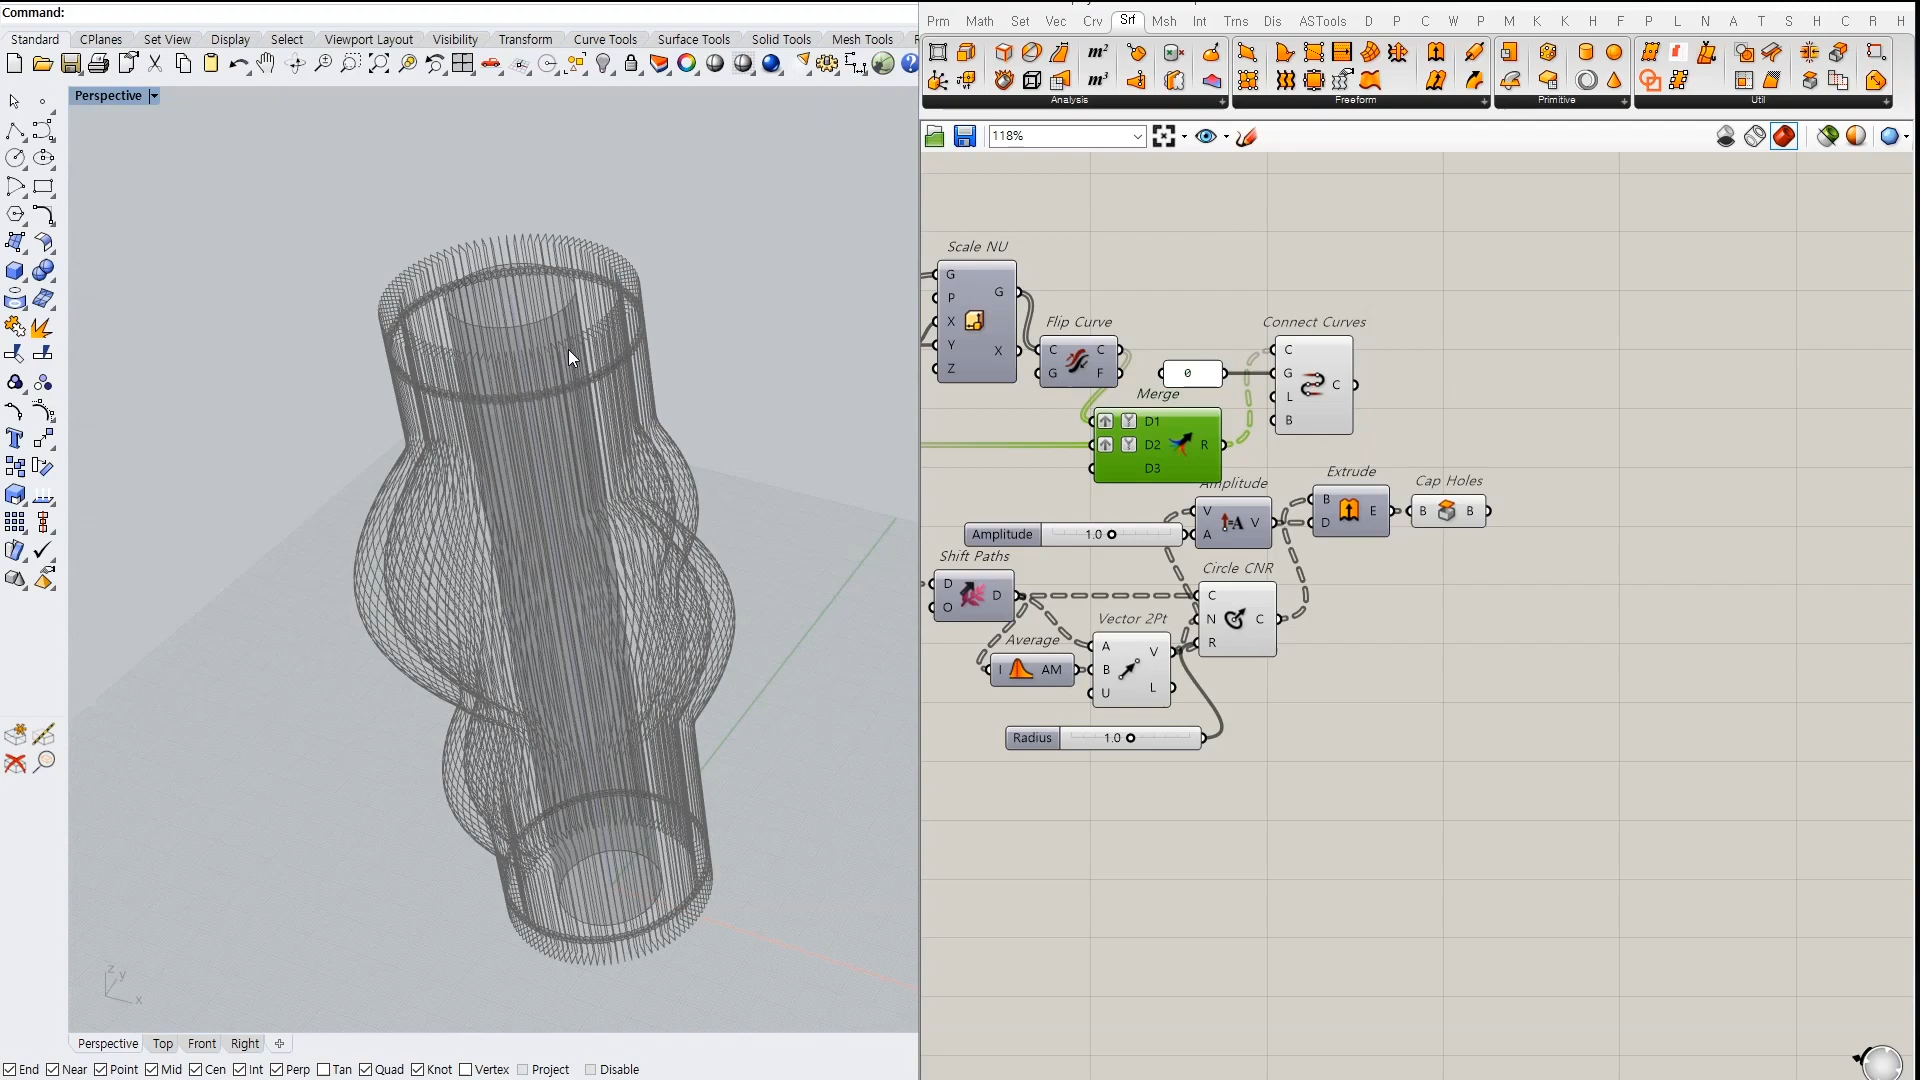 Command:
Standard CPlanes Set View Display Select Viewport Layout Visibility Transform Curve Tools Surface Tools Solid Tools Mesh Tools
Prm Math Set Vec Crv Srf Msh Int Trns Dis ASTools D P C W P M K K H F P L N A T S H C R H
m²
m³
Analysis Freeform Primitive Util
118%
Perspective
Scale NU
G
P
X
Y
Z
G
X
Flip Curve
C
G
C
F
0
Connect Curves
C
G
L
B
C
Merge
D1
D2
D3
R
Amplitude
V
A
V
Amplitude 1.0
Extrude
B
D
E
Cap Holes
B B
Shift Paths
D
O
D
Circle CNR
C
N
R
C
Average
I AM
Vector 2Pt
A
B
U
V
L
Radius 1.0
z
y
x
Perspective Top Front Right
End Near Point Mid Cen Int Perp Tan Quad Knot Vertex Project Disable